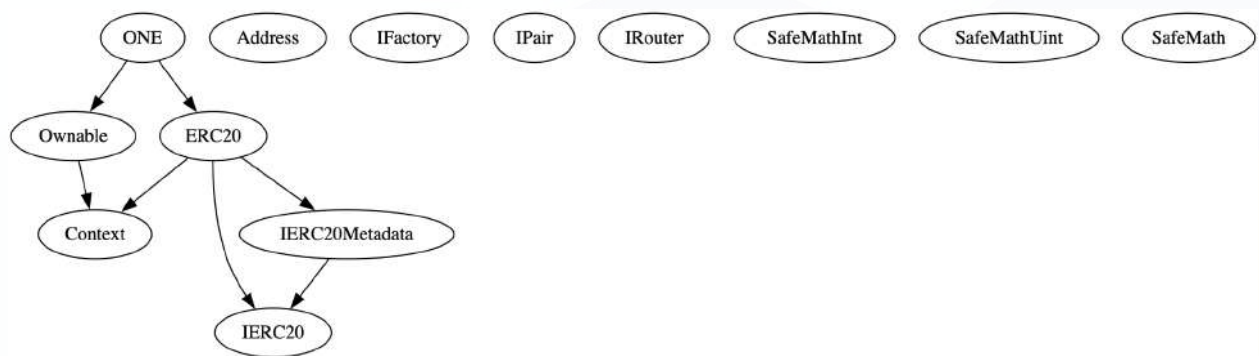 ONE Address IFactory IPair IRouter SafeMathInt SafeMathUint SafeMath
Ownable ERC20
Context IERC20Metadata
IERC20